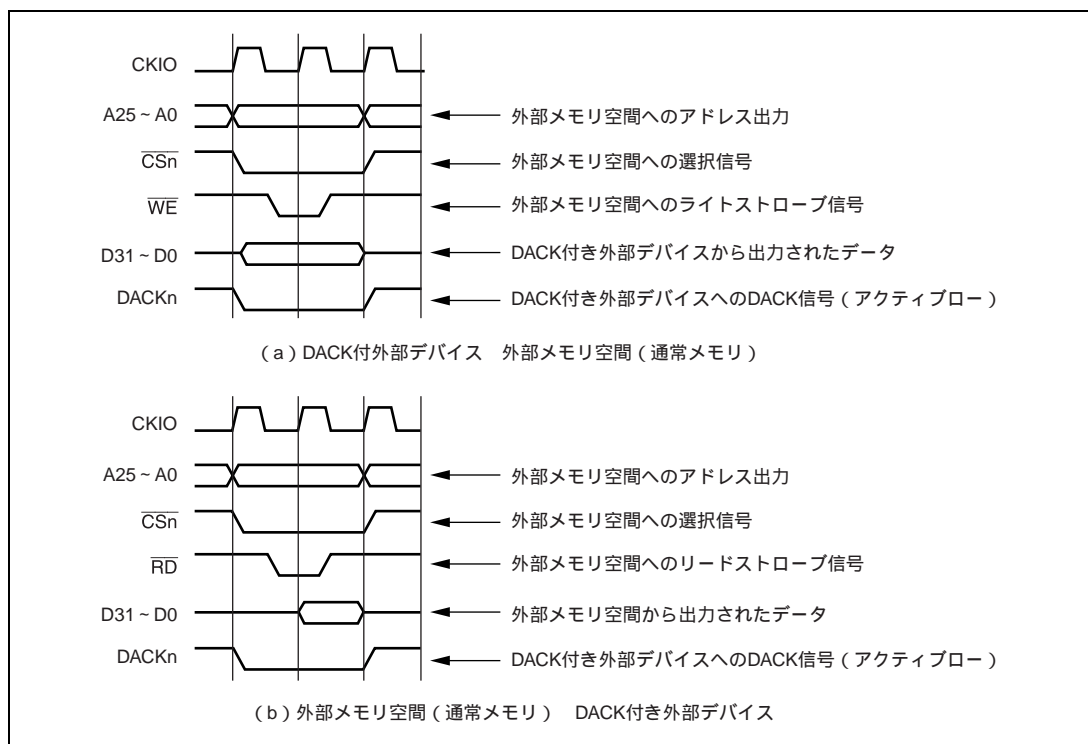 CKIO
A25 ~ A0 外部メモリ空間へのアドレス出力
CSn 外部メモリ空間への選択信号
WE 外部メモリ空間へのライトストローブ信号
D31 ~ D0 DACK付き外部デバイスから出力されたデータ
DACKn DACK付き外部デバイスへのDACK信号（アクティブロー）
（a）DACK付外部デバイス　外部メモリ空間（通常メモリ）
CKIO
A25 ~ A0 外部メモリ空間へのアドレス出力
CSn 外部メモリ空間への選択信号
RD 外部メモリ空間へのリードストローブ信号
D31 ~ D0 外部メモリ空間から出力されたデータ
DACKn DACK付き外部デバイスへのDACK信号（アクティブロー）
（b）外部メモリ空間（通常メモリ）　DACK付き外部デバイス